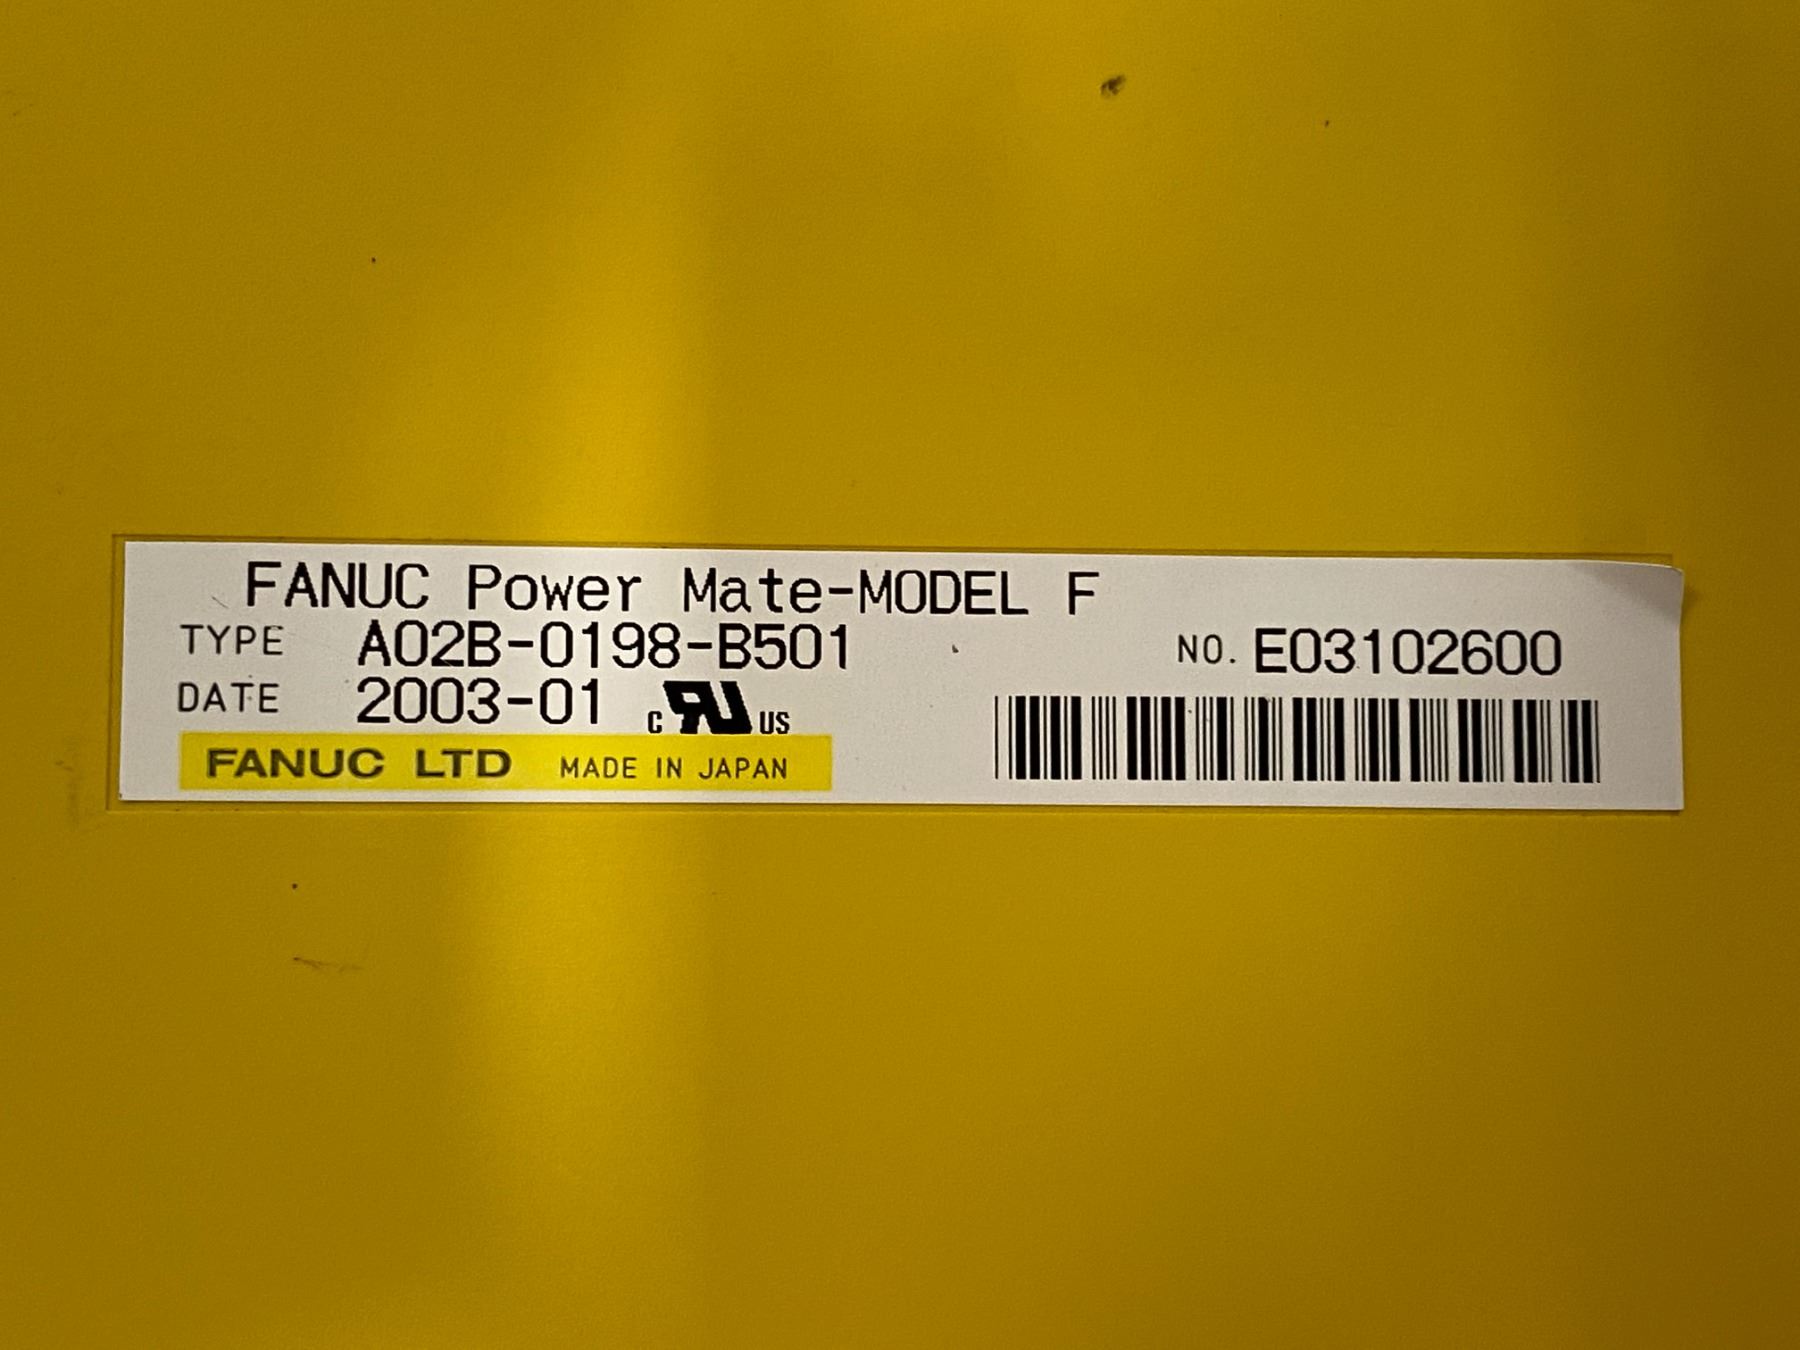 FANUC Power Mate-MODEL F
TYPE A02B-0198-B501
NO. E03102600
DATE 2003-01 c RU US
FANUC LTD MADE IN JAPAN